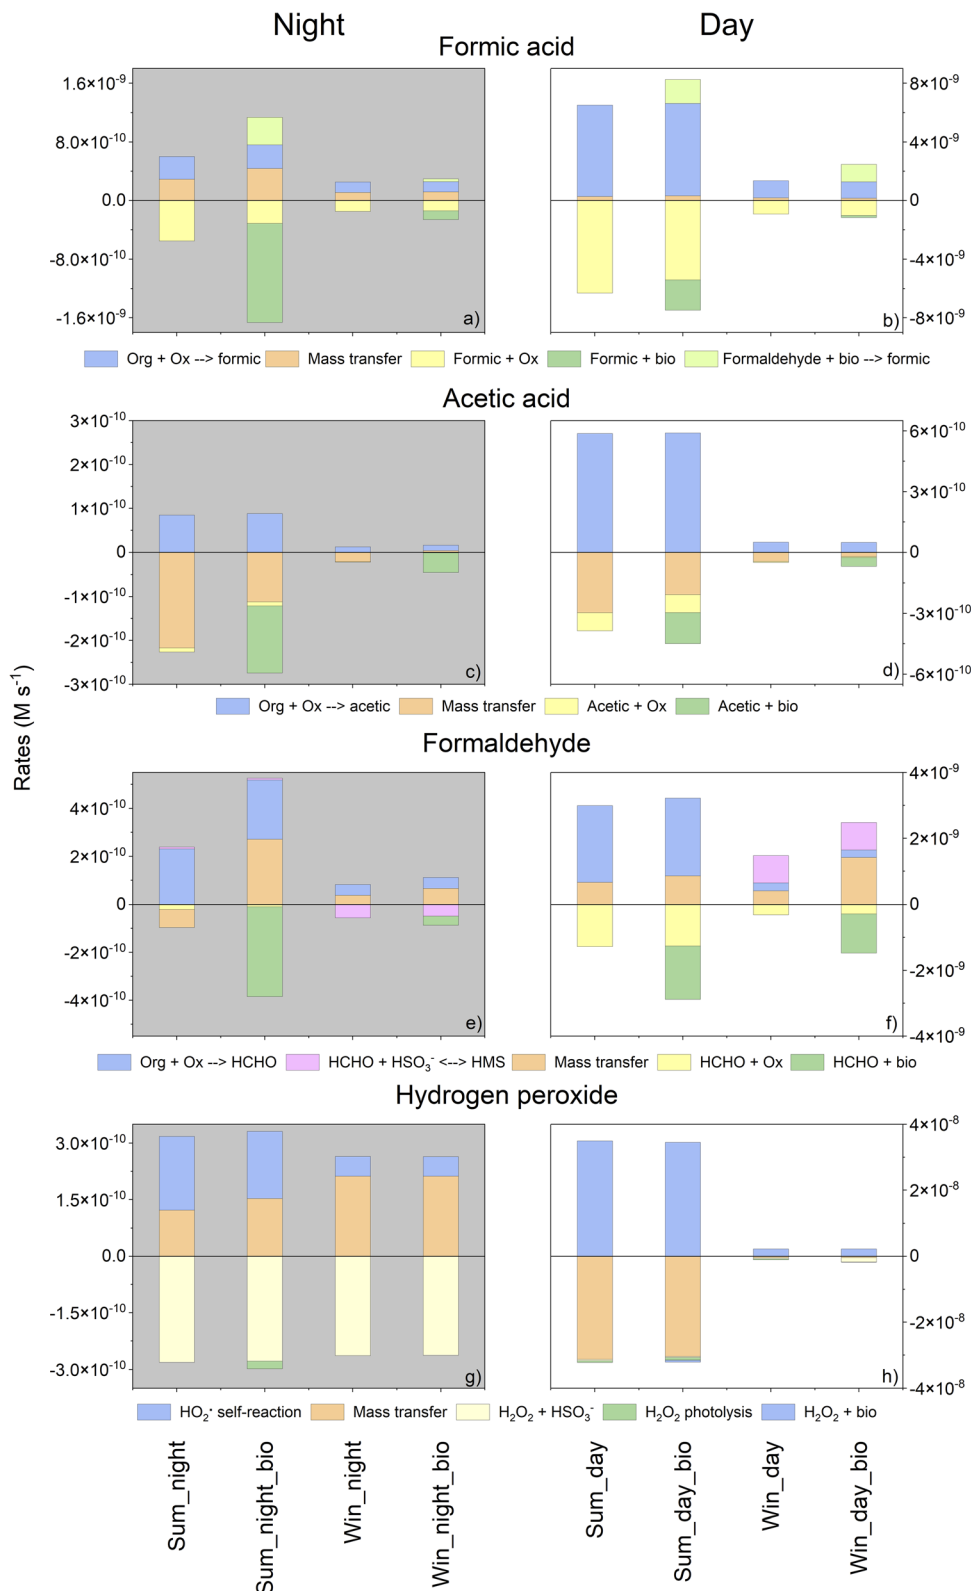 Night
Day
Formic acid
1.6×10⁻⁹
8.0×10⁻¹⁰
0.0
-8.0×10⁻¹⁰
-1.6×10⁻⁹
a)
8×10⁻⁹
4×10⁻⁹
0
-4×10⁻⁹
-8×10⁻⁹
b)
Org + Ox --> formic
Mass transfer
Formic + Ox
Formic + bio
Formaldehyde + bio --> formic
Acetic acid
3×10⁻¹⁰
2×10⁻¹⁰
1×10⁻¹⁰
0
-1×10⁻¹⁰
-2×10⁻¹⁰
-3×10⁻¹⁰
c)
6×10⁻¹⁰
3×10⁻¹⁰
0
-3×10⁻¹⁰
-6×10⁻¹⁰
d)
Org + Ox --> acetic
Mass transfer
Acetic + Ox
Acetic + bio
Rates (M s⁻¹)
Formaldehyde
4×10⁻¹⁰
2×10⁻¹⁰
0
-2×10⁻¹⁰
-4×10⁻¹⁰
e)
4×10⁻⁹
2×10⁻⁹
0
-2×10⁻⁹
-4×10⁻⁹
f)
Org + Ox --> HCHO
HCHO + HSO₃⁻ <--> HMS
Mass transfer
HCHO + Ox
HCHO + bio
Hydrogen peroxide
3.0×10⁻¹⁰
1.5×10⁻¹⁰
0.0
-1.5×10⁻¹⁰
-3.0×10⁻¹⁰
g)
4×10⁻⁸
2×10⁻⁸
0
-2×10⁻⁸
-4×10⁻⁸
h)
HO₂· self-reaction
Mass transfer
H₂O₂ + HSO₃⁻
H₂O₂ photolysis
H₂O₂ + bio
Sum_night
Sum_night_bio
Win_night
Win_night_bio
Sum_day
Sum_day_bio
Win_day
Win_day_bio